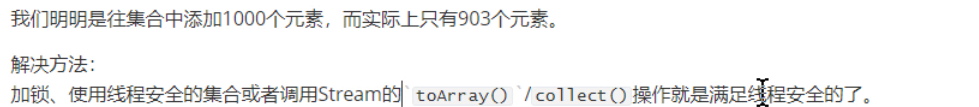 我们明明是往集合中添加1000个元素，而实际上只有903个元素。
解决方法：
加锁、使用线程安全的集合或者调用Stream的`toArray()`/collect()操作就是满足线程安全的了。